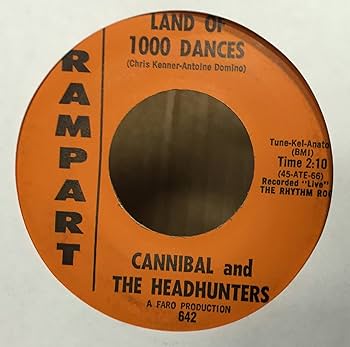 LAND OF
1000 DANCES
(Chris Kenner-Antoine Domino)
RAMPART
Tune-Kel-Anato
(BMI)
Time 2:10
(45-ATE-66)
Recorded "Live"
THE RHYTHM
CANNIBAL and
THE HEADHUNTERS
A FARO PRODUCTION
642